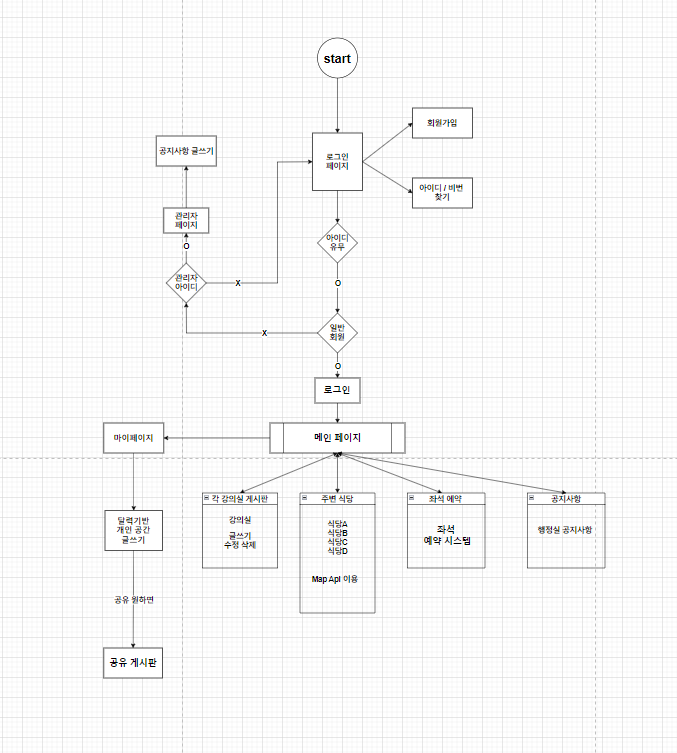 start
회원가입
로그인
페이지
공지사항 글쓰기
아이디 / 비번
찾기
관리자
페이지
아이디
유무
O
관리자
아이디
X
O
X
일반
회원
O
로그인
마이페이지
메인 페이지
각 강의실 게시판
강의실
글쓰기
수정 삭제
주변 식당
식당A
식당B
식당C
식당D
Map Api 이용
좌석 예약
좌석
예약 시스템
공지사항
행정실 공지사항
달력기반
개인 공간
글쓰기
공유 원하면
공유 게시판